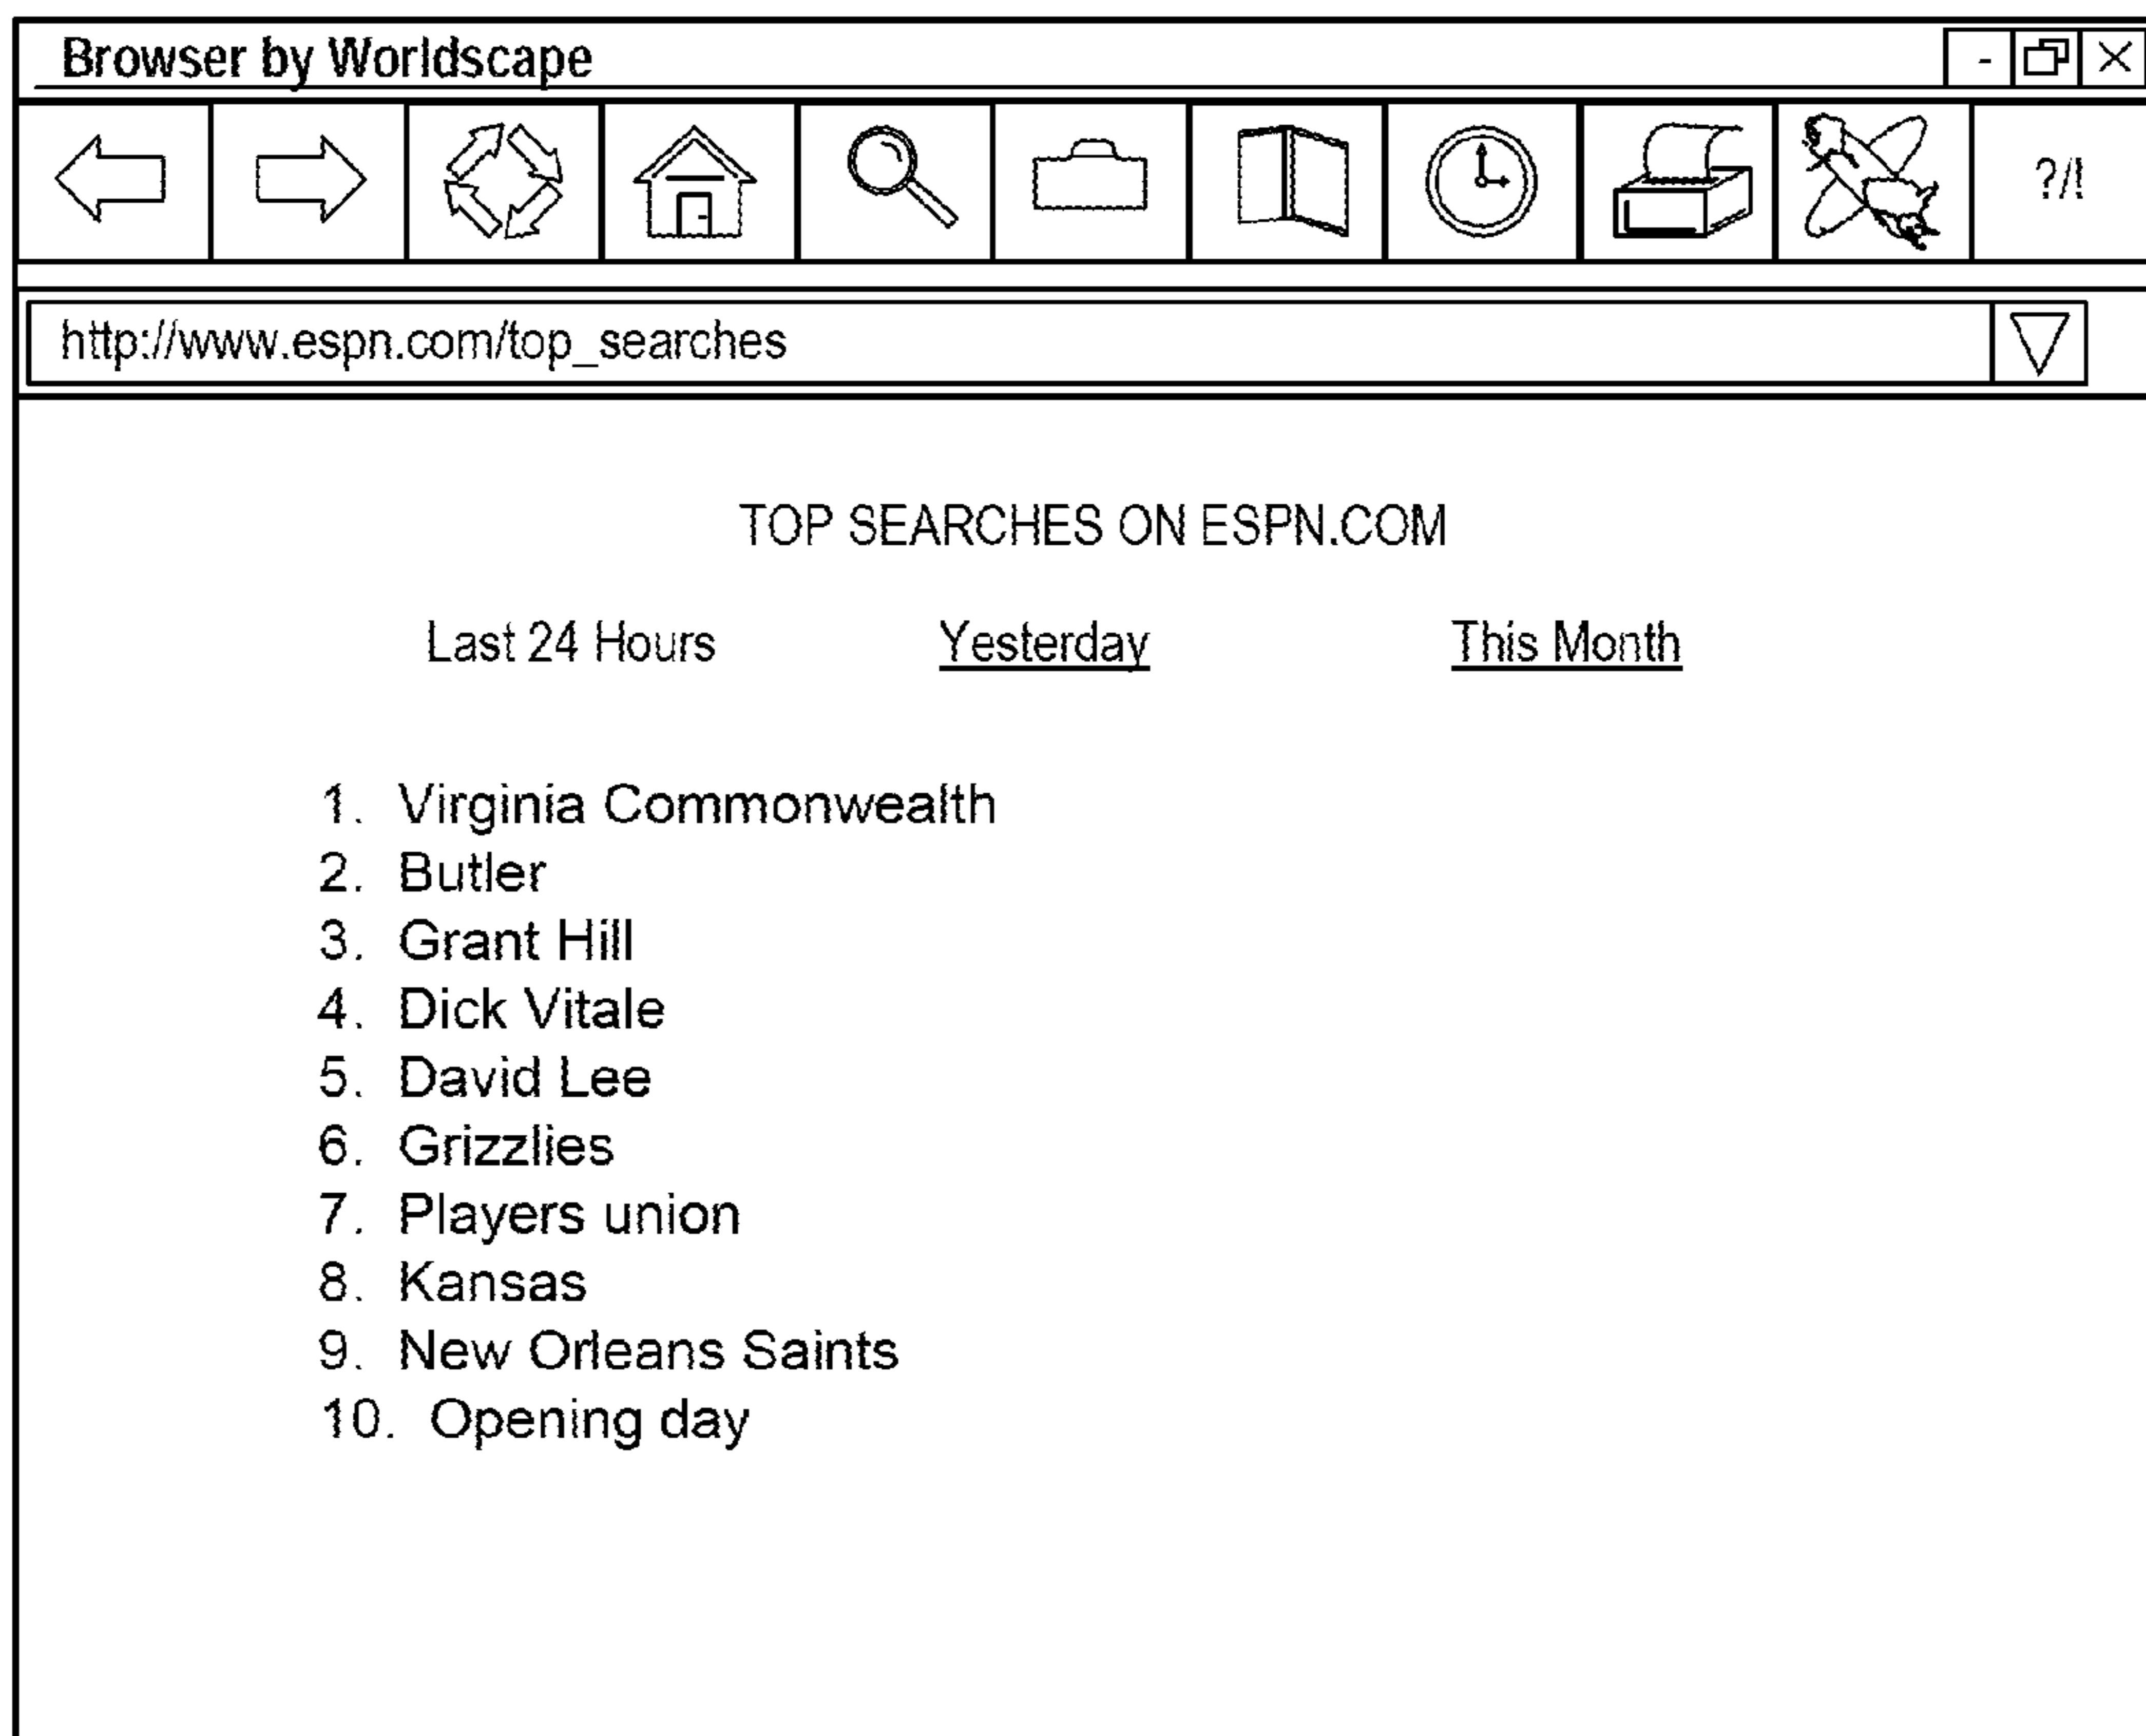 Browser by Worldscape
?/!
http://www.espn.com/top_searches
TOP SEARCHES ON ESPN.COM
Last 24 Hours Yesterday This Month
1. Virginia Commonwealth
2. Butler
3. Grant Hill
4. Dick Vitale
5. David Lee
6. Grizzlies
7. Players union
8. Kansas
9. New Orleans Saints
10. Opening day